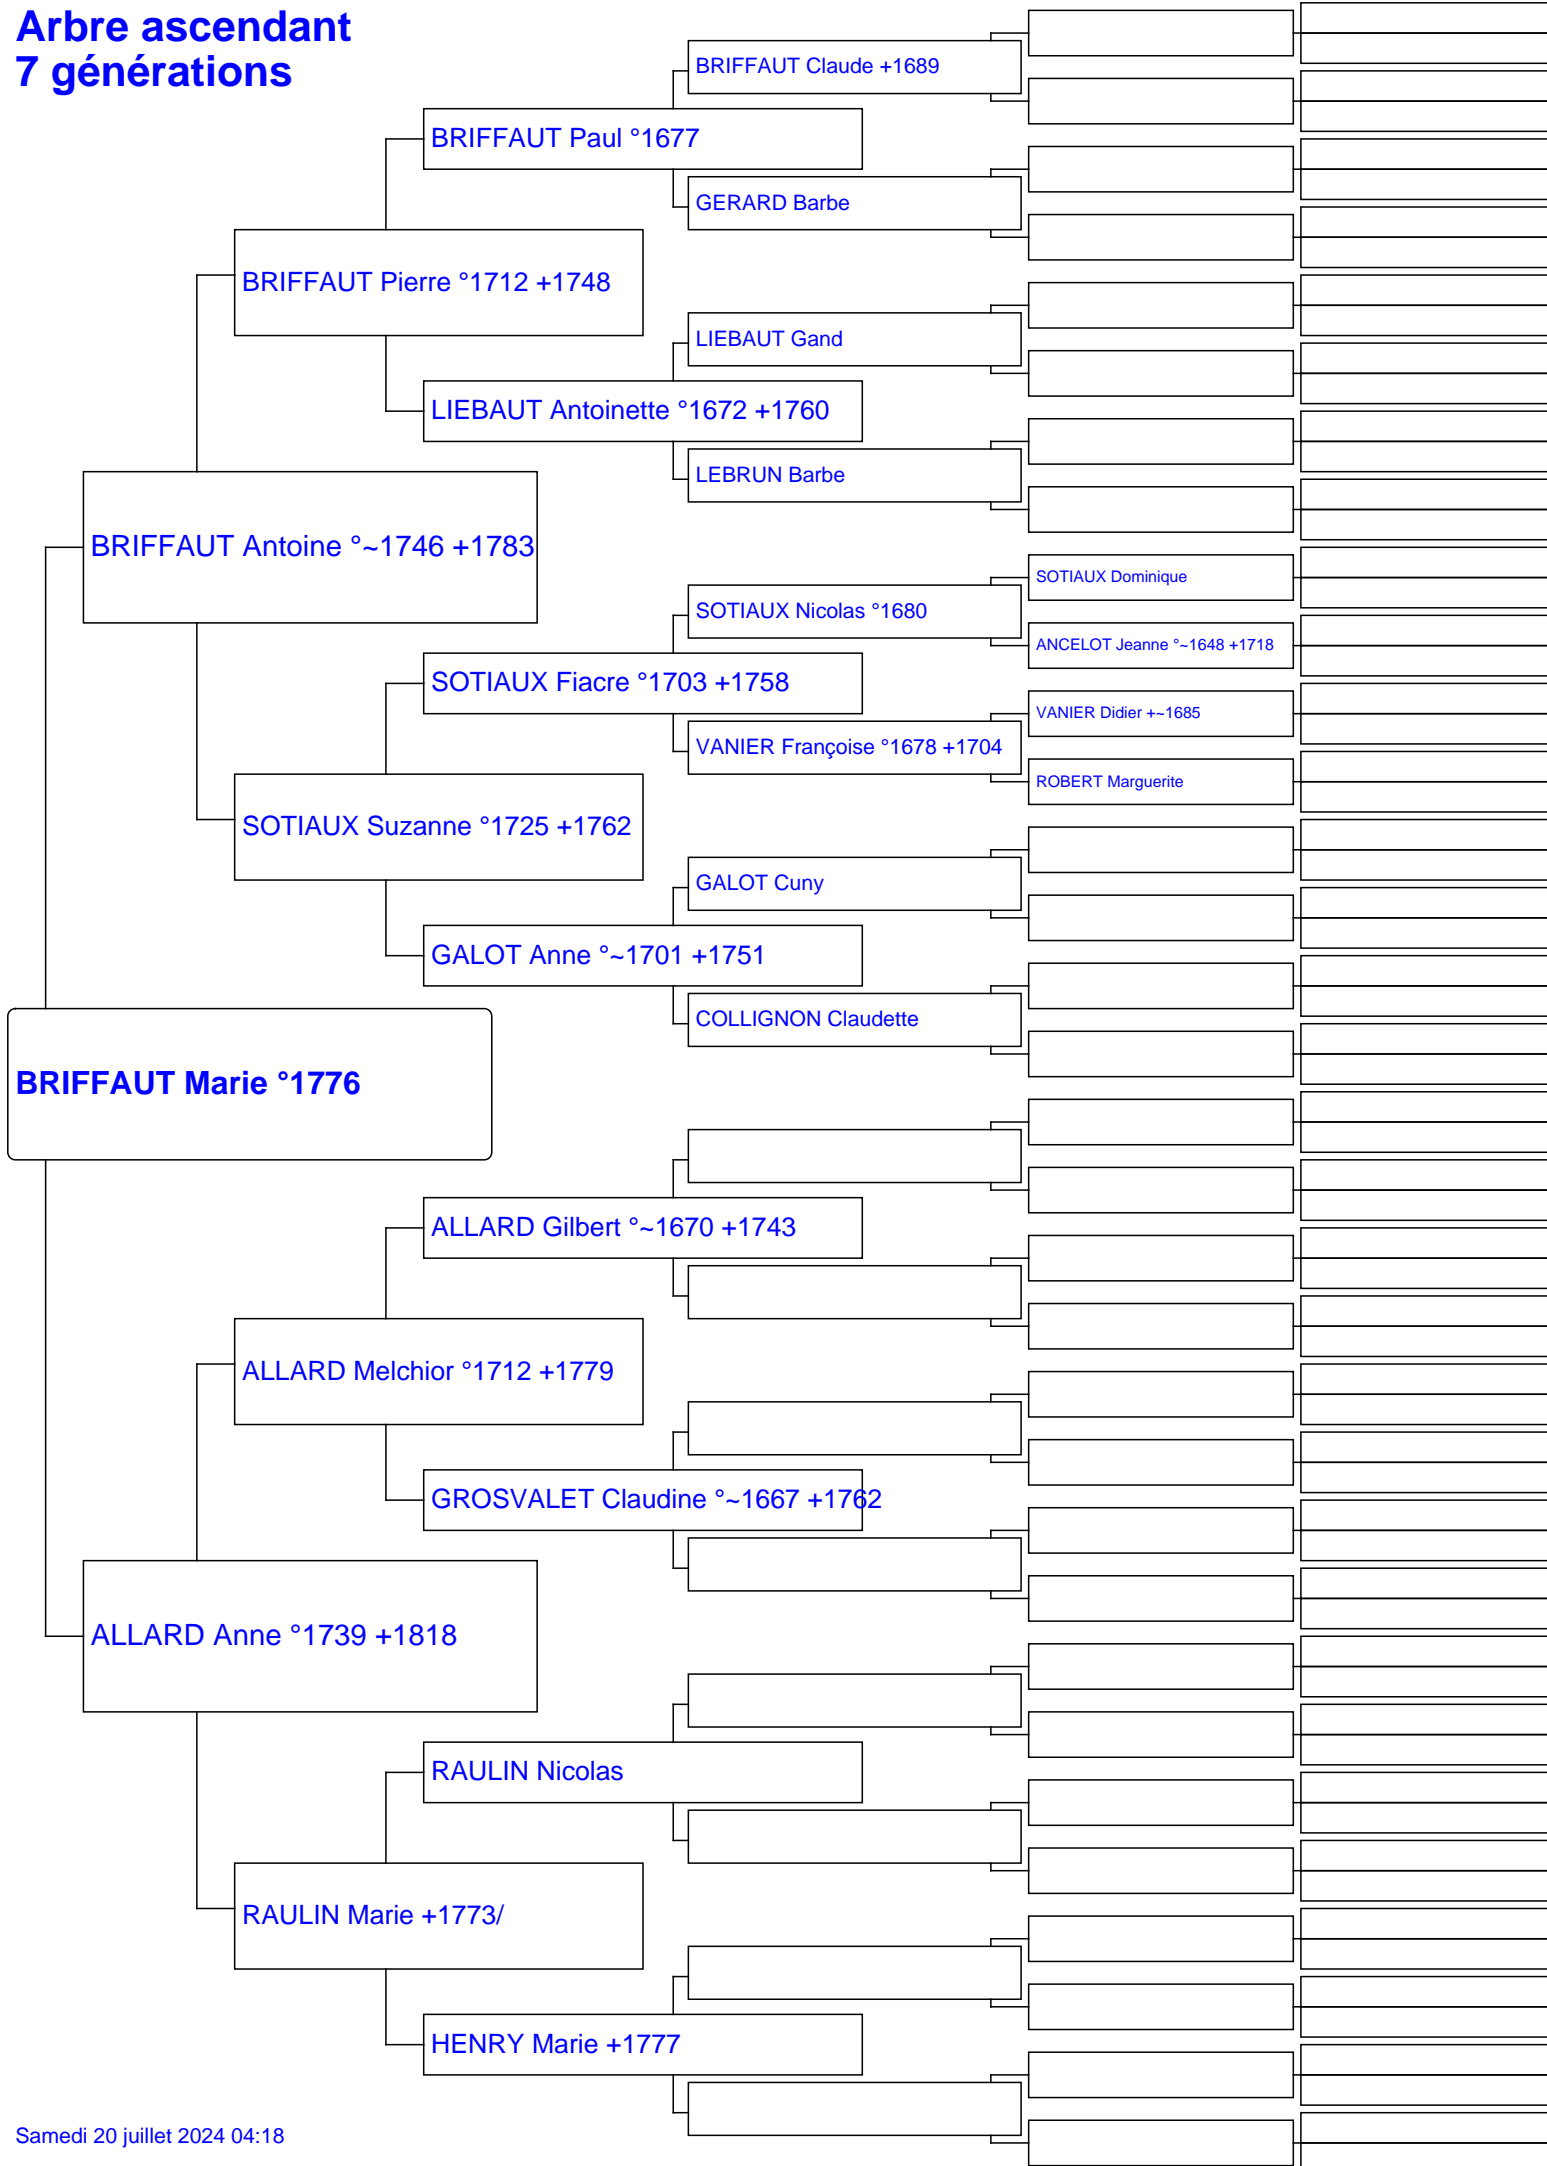 Arbre ascendant
7 générations
BRIFFAUT Claude +1689
BRIFFAUT Paul °1677
GERARD Barbe
BRIFFAUT Pierre °1712 +1748
LIEBAUT Gand
LIEBAUT Antoinette °1672 +1760
LEBRUN Barbe
BRIFFAUT Antoine °~1746 +1783
SOTIAUX Dominique
SOTIAUX Nicolas °1680
ANCELOT Jeanne °~1648 +1718
SOTIAUX Fiacre °1703 +1758
VANIER Didier +~1685
VANIER Françoise °1678 +1704
ROBERT Marguerite
SOTIAUX Suzanne °1725 +1762
GALOT Cuny
GALOT Anne °~1701 +1751
COLLIGNON Claudette
BRIFFAUT Marie °1776
ALLARD Gilbert °~1670 +1743
ALLARD Melchior °1712 +1779
GROSVALET Claudine °~1667 +1762
ALLARD Anne °1739 +1818
RAULIN Nicolas
RAULIN Marie +1773/
HENRY Marie +1777
Samedi 20 juillet 2024 04:18